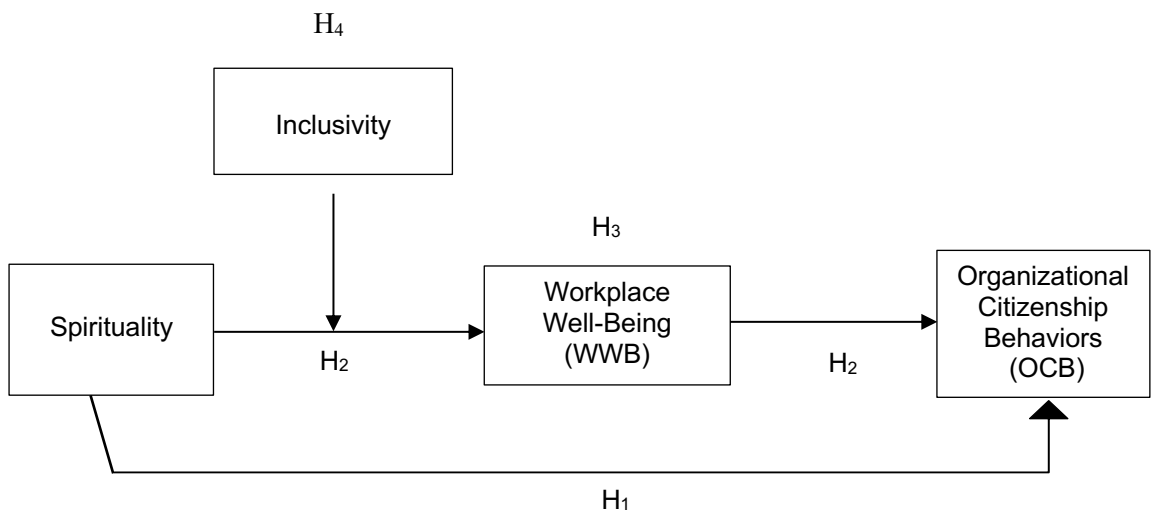 H₄
Inclusivity
H₃
Spirituality
Workplace
Well-Being
(WWB)
Organizational
Citizenship
Behaviors
(OCB)
H₂
H₂
H₁